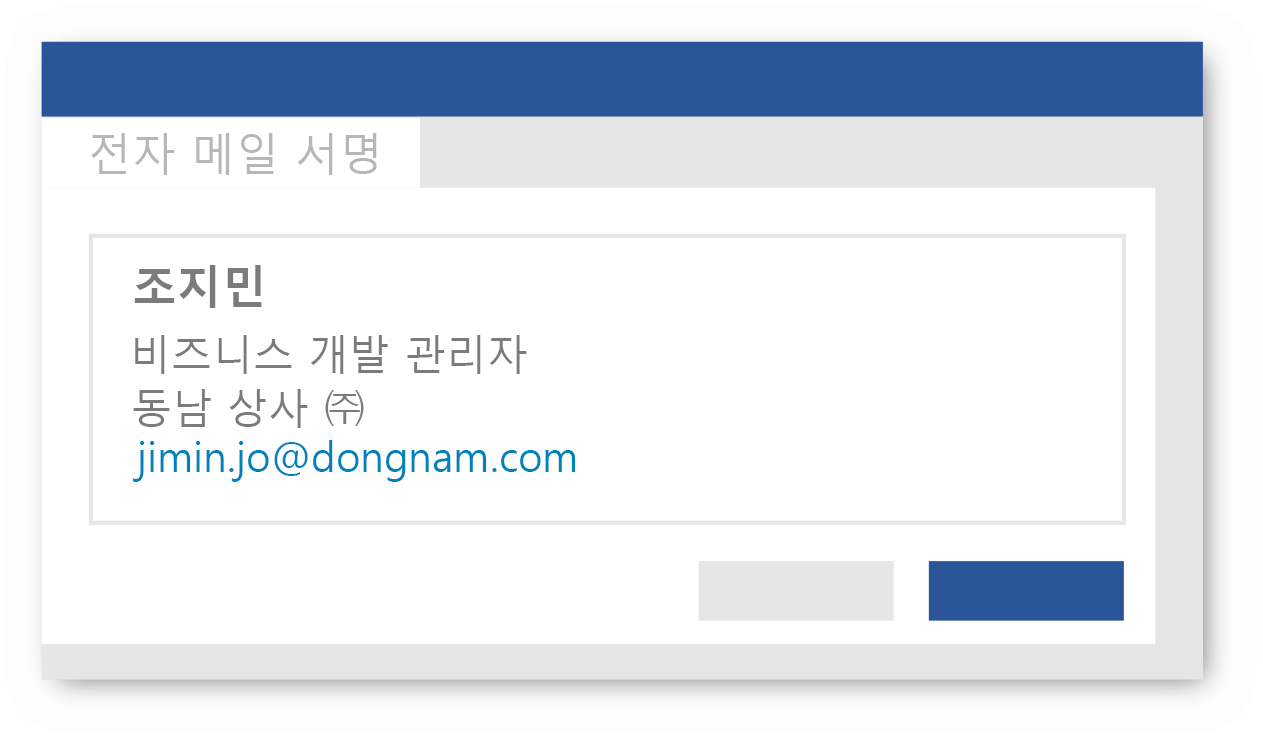 전자 메일 서명
조지민
비즈니스 개발 관리자
동남 상사 ㈜
jimin.jo@dongnam.com